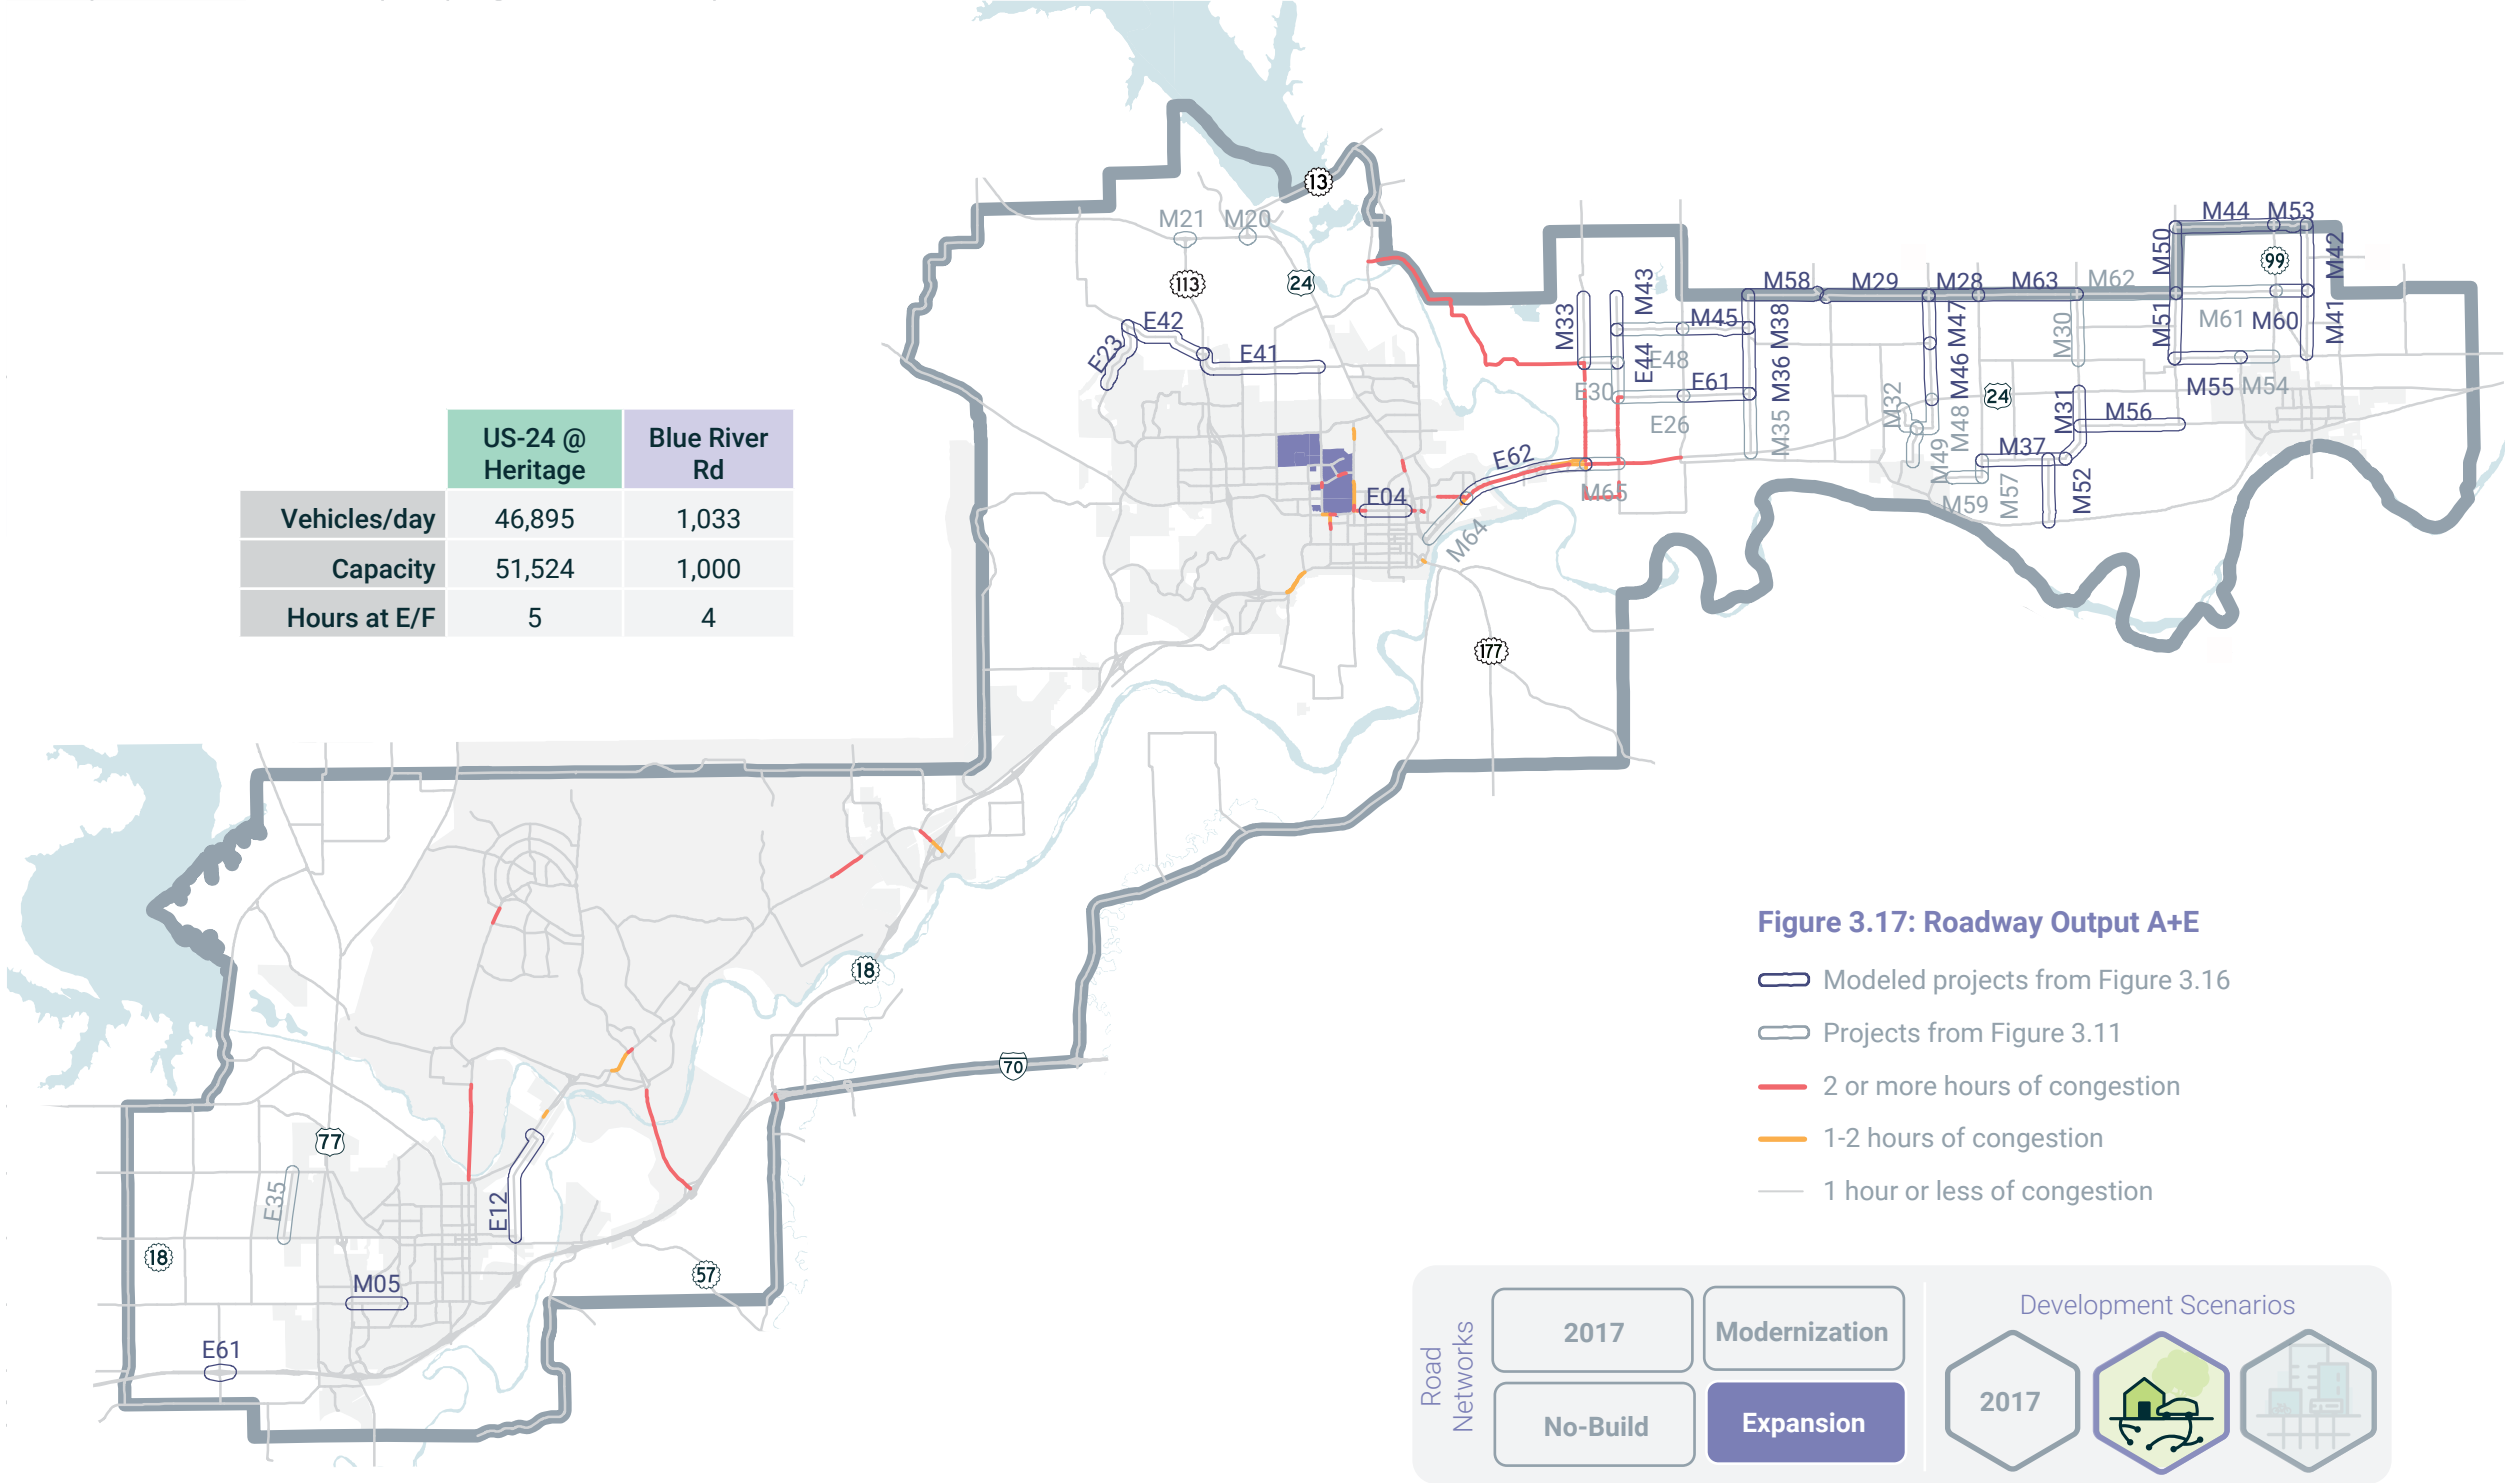 13
M21
M20
113
24
E42
E23
E41
M44
M53
M50
99
M42
M43
M58
M29
M28
M63
M62
M33
M45
M38
M47
M30
M51
M61
M60
M41
E44
E48
M36
M46
E30
E61
24
M55
M54
M32
M31
M56
E26
M35
M48
M49
M37
M52
M59
M57
E62
M65
E04
M64
177
US-24 @
Heritage
Blue River
Rd
Vehicles/day
46,895
1,033
Capacity
51,524
1,000
Hours at E/F
5
4
18
70
77
E35
E12
18
M05
57
E61
Figure 3.17: Roadway Output A+E
Modeled projects from Figure 3.16
Projects from Figure 3.11
2 or more hours of congestion
1-2 hours of congestion
1 hour or less of congestion
Road
Networks
2017
Modernization
No-Build
Expansion
Development Scenarios
2017